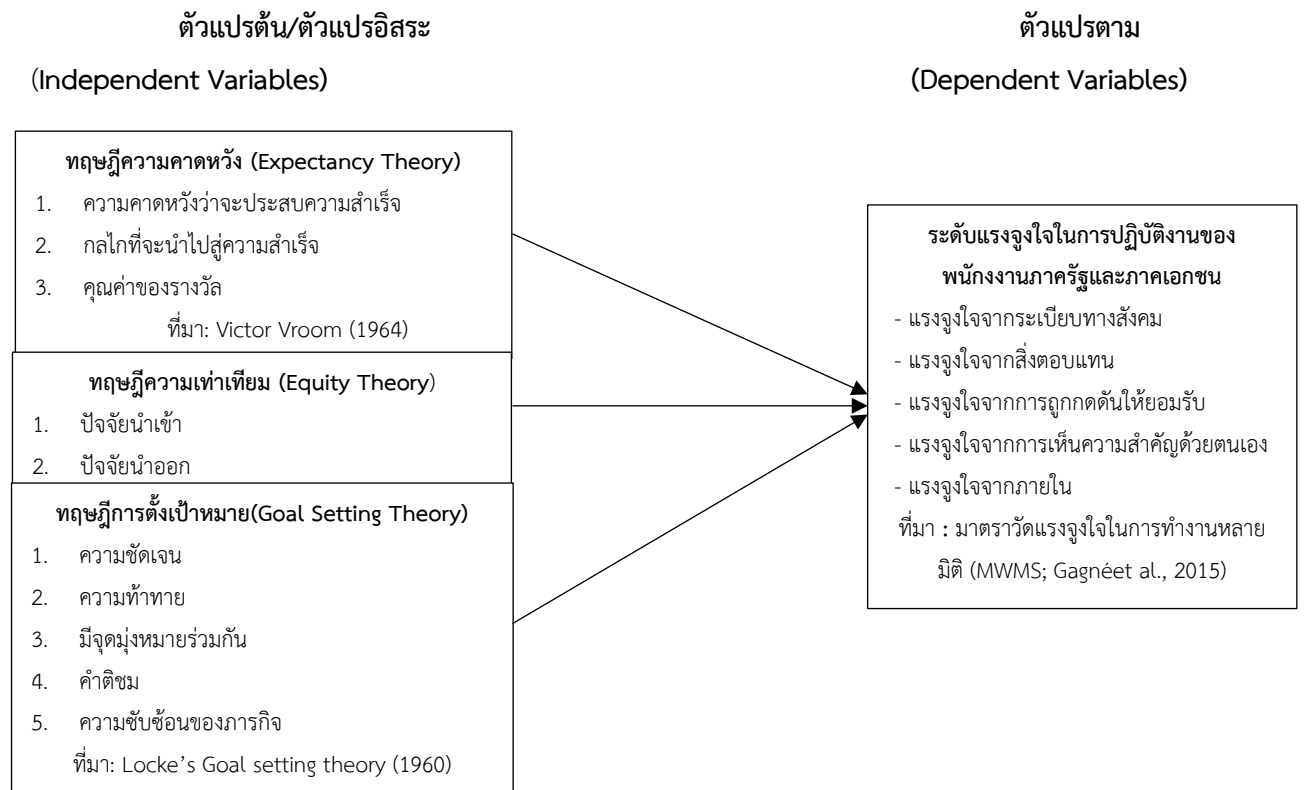 ตัวแปรต้น/ตัวแปรอิสระ
(Independent Variables)
ทฤษฎีความคาดหวัง (Expectancy Theory)
1. ความคาดหวังว่าจะประสบความสำเร็จ
2. กลไกที่จะนำไปสู่ความสำเร็จ
3. คุณค่าของรางวัล
ที่มา: Victor Vroom (1964)
ทฤษฎีความเท่าเทียม (Equity Theory)
1. ปัจจัยนำเข้า
2. ปัจจัยนำออก
ทฤษฎีการตั้งเป้าหมาย(Goal Setting Theory)
1. ความชัดเจน
2. ความท้าทาย
3. มีจุดมุ่งหมายร่วมกัน
4. คำติชม
5. ความซับซ้อนของภารกิจ
ที่มา: Locke’s Goal setting theory (1960)
ตัวแปรตาม
(Dependent Variables)
ระดับแรงจูงใจในการปฏิบัติงานของ
พนักงงานภาครัฐและภาคเอกชน
- แรงจูงใจจากระเบียบทางสังคม
- แรงจูงใจจากสิ่งตอบแทน
- แรงจูงใจจากการถูกกดดันให้ยอมรับ
- แรงจูงใจจากการเห็นความสำคัญด้วยตนเอง
- แรงจูงใจจากภายใน
ที่มา : มาตราวัดแรงจูงใจในการทำงานหลาย
มิติ (MWMS; Gagnéet al., 2015)